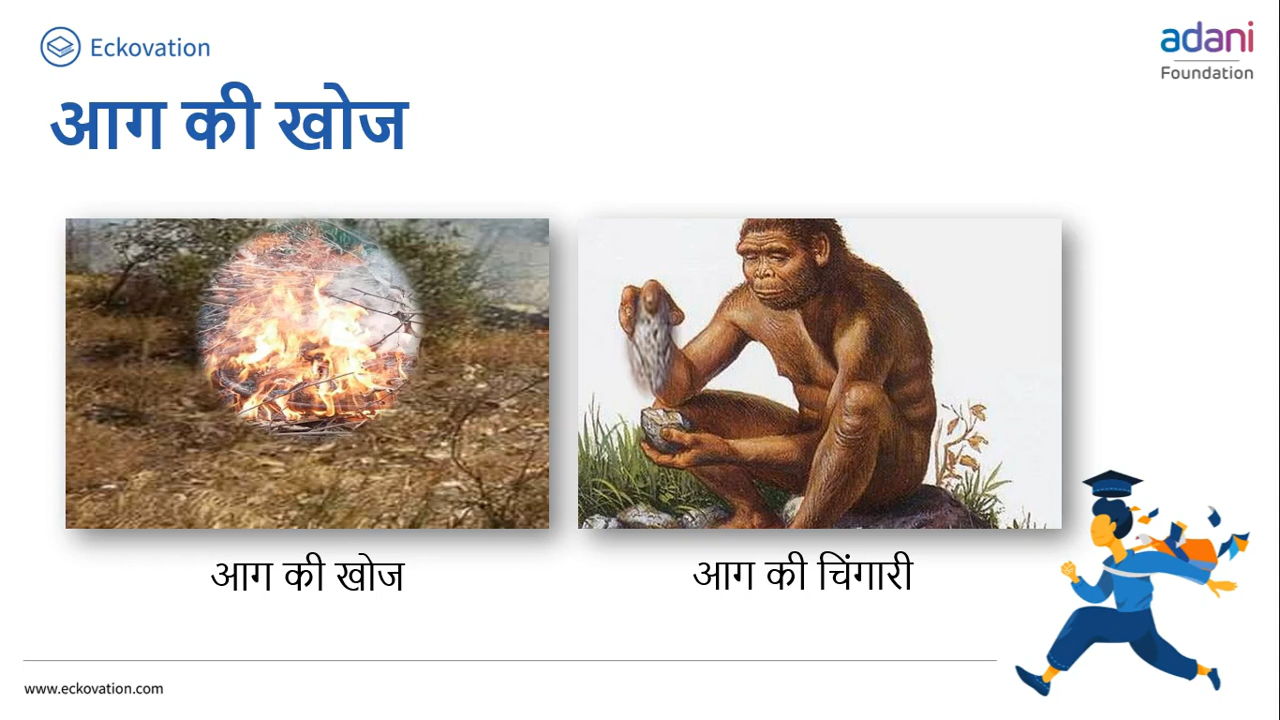 Eckovation
adani
Foundation
आग की खोज
आग की खोज
आग की चिंगारी
www.eckovation.com